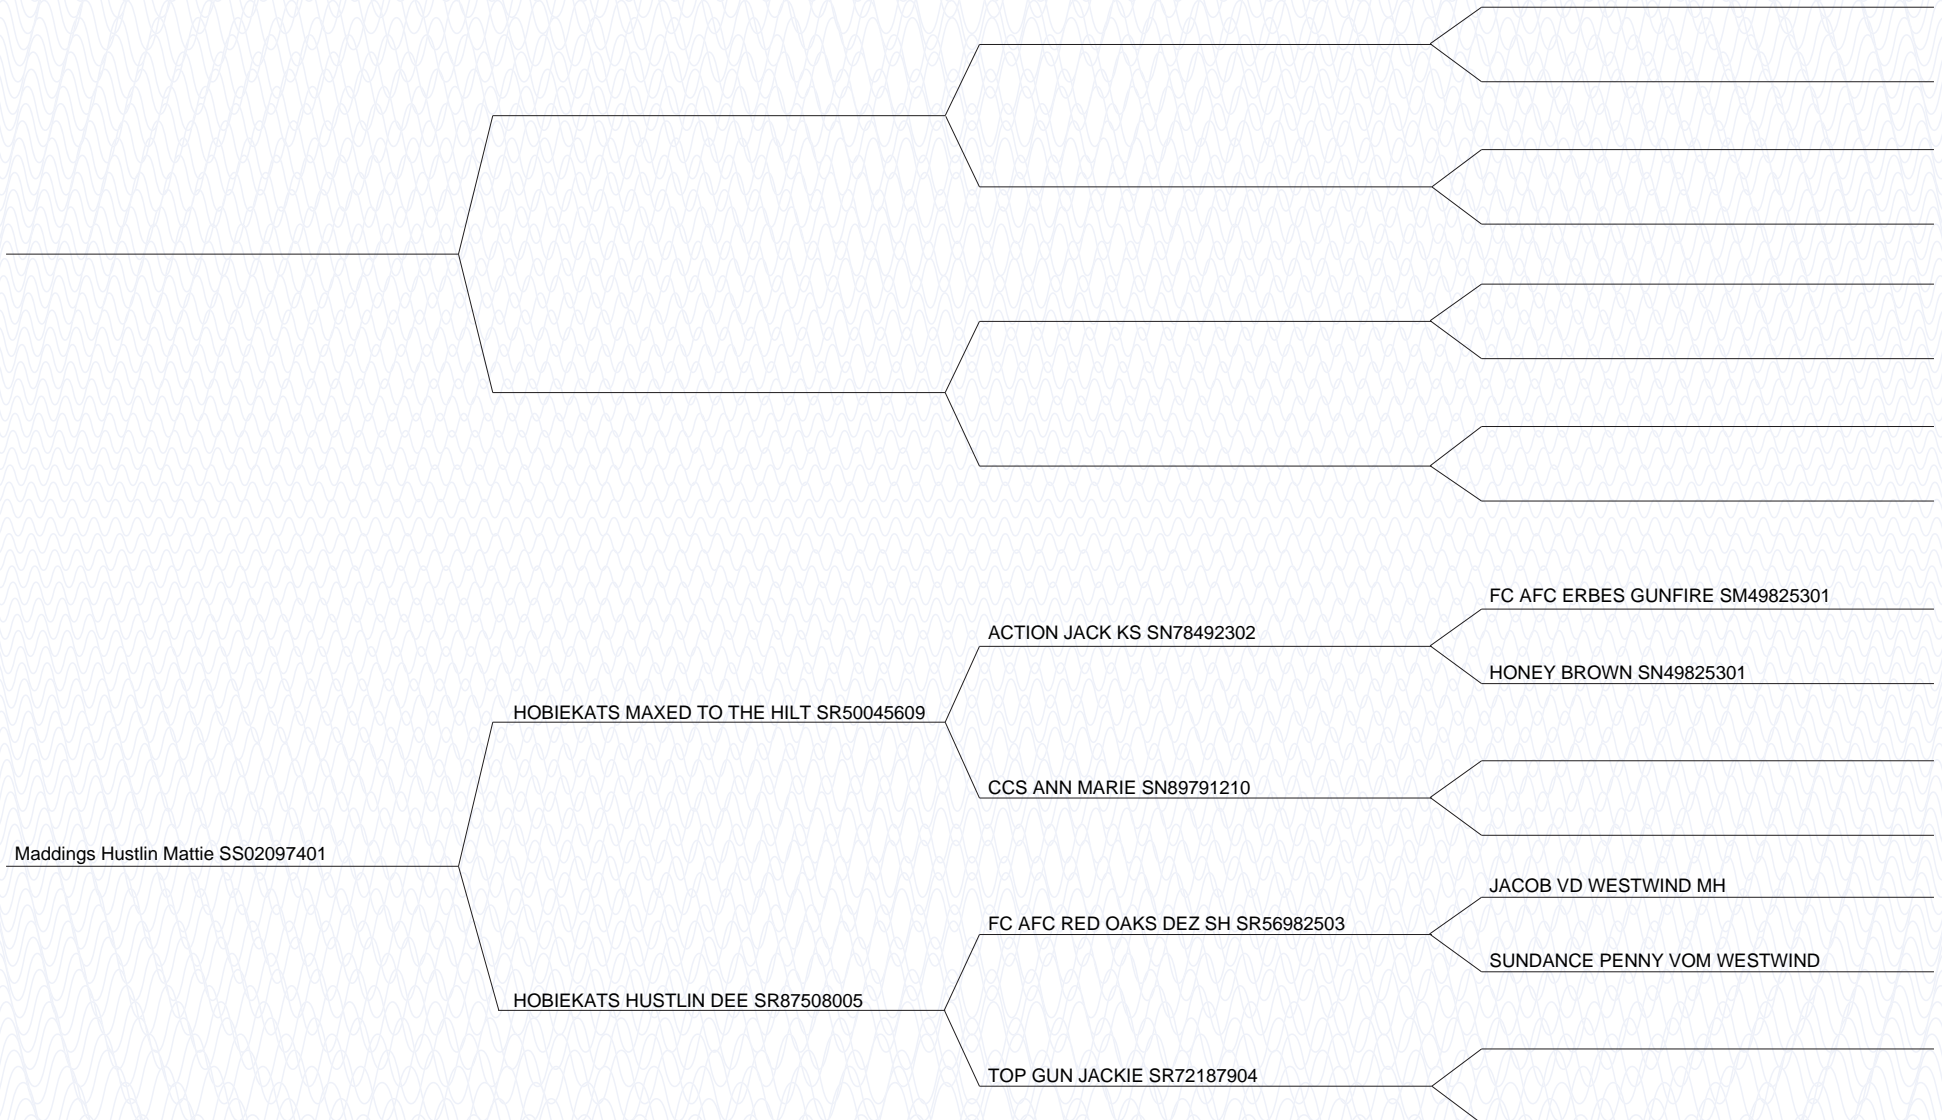 FC AFC ERBES GUNFIRE SM49825301
ACTION JACK KS SN78492302
HONEY BROWN SN49825301
HOBIEKATS MAXED TO THE HILT SR50045609
CCS ANN MARIE SN89791210
Maddings Hustlin Mattie SS02097401
JACOB VD WESTWIND MH
FC AFC RED OAKS DEZ SH SR56982503
SUNDANCE PENNY VOM WESTWIND
HOBIEKATS HUSTLIN DEE SR87508005
TOP GUN JACKIE SR72187904